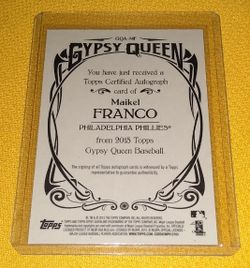 GQA-MF
GYPSY QUEEN
You have just received a
Topps Certified Autograph
card of
Maikel
FRANCO
PHILADELPHIA PHILLIES®
from 2015 Topps
Gypsy Queen Baseball.
The signing of all Topps autograph cards is witnessed by a Topps
representative to guarantee authenticity.
Topps